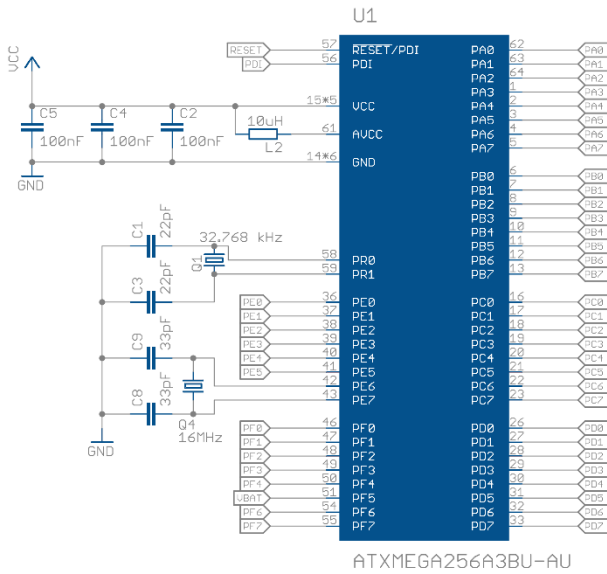 U1
RESET 57 RESET/PDI PA0 62 PA0
PDI 56 PDI PA1 63 PA1
PA2 64 PA2
PA3 1 PA3
VCC
15*5 VCC PA4 2 PA4
C5 C4 C2
100nF 100nF 100nF
PA5 3 PA5
10uH
L2
61 AVCC PA6 4 PA6
PA7 5 PA7
14*6 GND
GND
PB0 6 PB0
PB1 7 PB1
PB2 8 PB2
PB3 9 PB3
PB4 10 PB4
PB5 11 PB5
C1 22pF
32.768 kHz
Q1
58 PR0 PB6 12 PB6
59 PR1 PB7 13 PB7
C3 22pF
PE0 36 PE0 PC0 16 PC0
PE1 37 PE1 PC1 17 PC1
PE2 38 PE2 PC2 18 PC2
PE3 39 PE3 PC3 19 PC3
PE4 40 PE4 PC4 20 PC4
PE5 41 PE5 PC5 21 PC5
C9 33pF
42 PE6 PC6 22 PC6
43 PE7 PC7 23 PC7
C8 33pF
Q4
16MHz
GND
PF0 46 PF0 PD0 26 PD0
PF1 47 PF1 PD1 27 PD1
PF2 48 PF2 PD2 28 PD2
PF3 49 PF3 PD3 29 PD3
PF4 50 PF4 PD4 30 PD4
VBAT 51 PF5 PD5 31 PD5
PF6 54 PF6 PD6 32 PD6
PF7 55 PF7 PD7 33 PD7
ATXMEGA256A3BU-AU